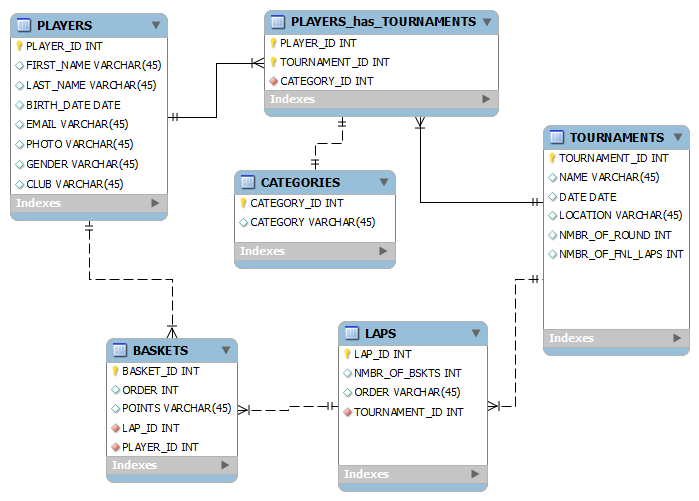 PLAYERS
PLAYER_ID INT
FIRST_NAME VARCHAR(45)
LAST_NAME VARCHAR(45)
BIRTH_DATE DATE
EMAIL VARCHAR(45)
PHOTO VARCHAR(45)
GENDER VARCHAR(45)
CLUB VARCHAR(45)
Indexes
PLAYERS_has_TOURNAMENTS
PLAYER_ID INT
TOURNAMENT_ID INT
CATEGORY_ID INT
Indexes
CATEGORIES
CATEGORY_ID INT
CATEGORY VARCHAR(45)
Indexes
TOURNAMENTS
TOURNAMENT_ID INT
NAME VARCHAR(45)
DATE DATE
LOCATION VARCHAR(45)
NMBR_OF_ROUND INT
NMBR_OF_FNL_LAPS INT
Indexes
BASKETS
BASKET_ID INT
ORDER INT
POINTS VARCHAR(45)
LAP_ID INT
PLAYER_ID INT
Indexes
LAPS
LAP_ID INT
NMBR_OF_BSKTS INT
ORDER VARCHAR(45)
TOURNAMENT_ID INT
Indexes